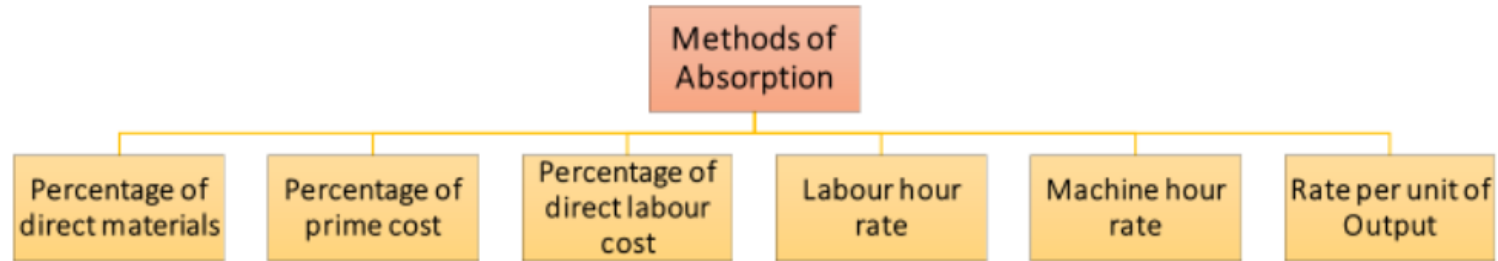 Methods of
Absorption
Percentage of
direct materials
Percentage of
prime cost
Percentage of
direct labour
cost
Labour hour
rate
Machine hour
rate
Rate per unit of
Output